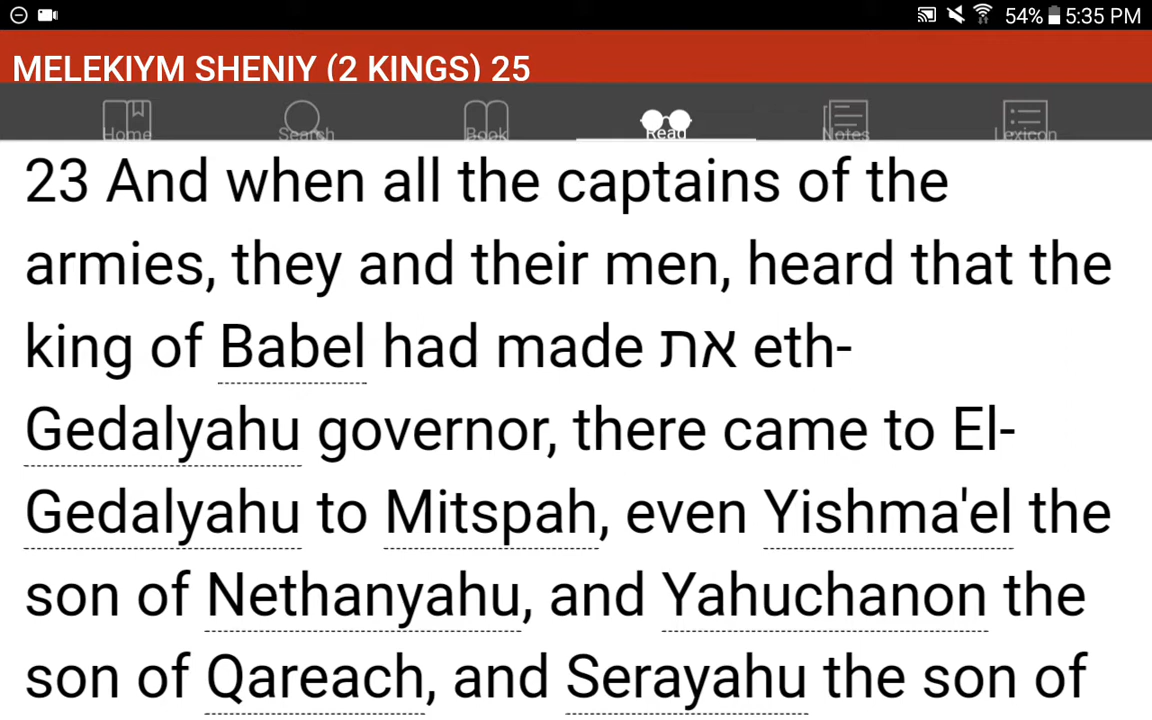 54% 5:35 PM
MELEKIYM SHENIY (2 KINGS) 25
Home Search Book Read Notes Lexicon
23 And when all the captains of the
armies, they and their men, heard that the
king of Babel had made את eth-
Gedalyahu governor, there came to El-
Gedalyahu to Mitspah, even Yishma'el the
son of Nethanyahu, and Yahuchanon the
son of Qareach, and Serayahu the son of